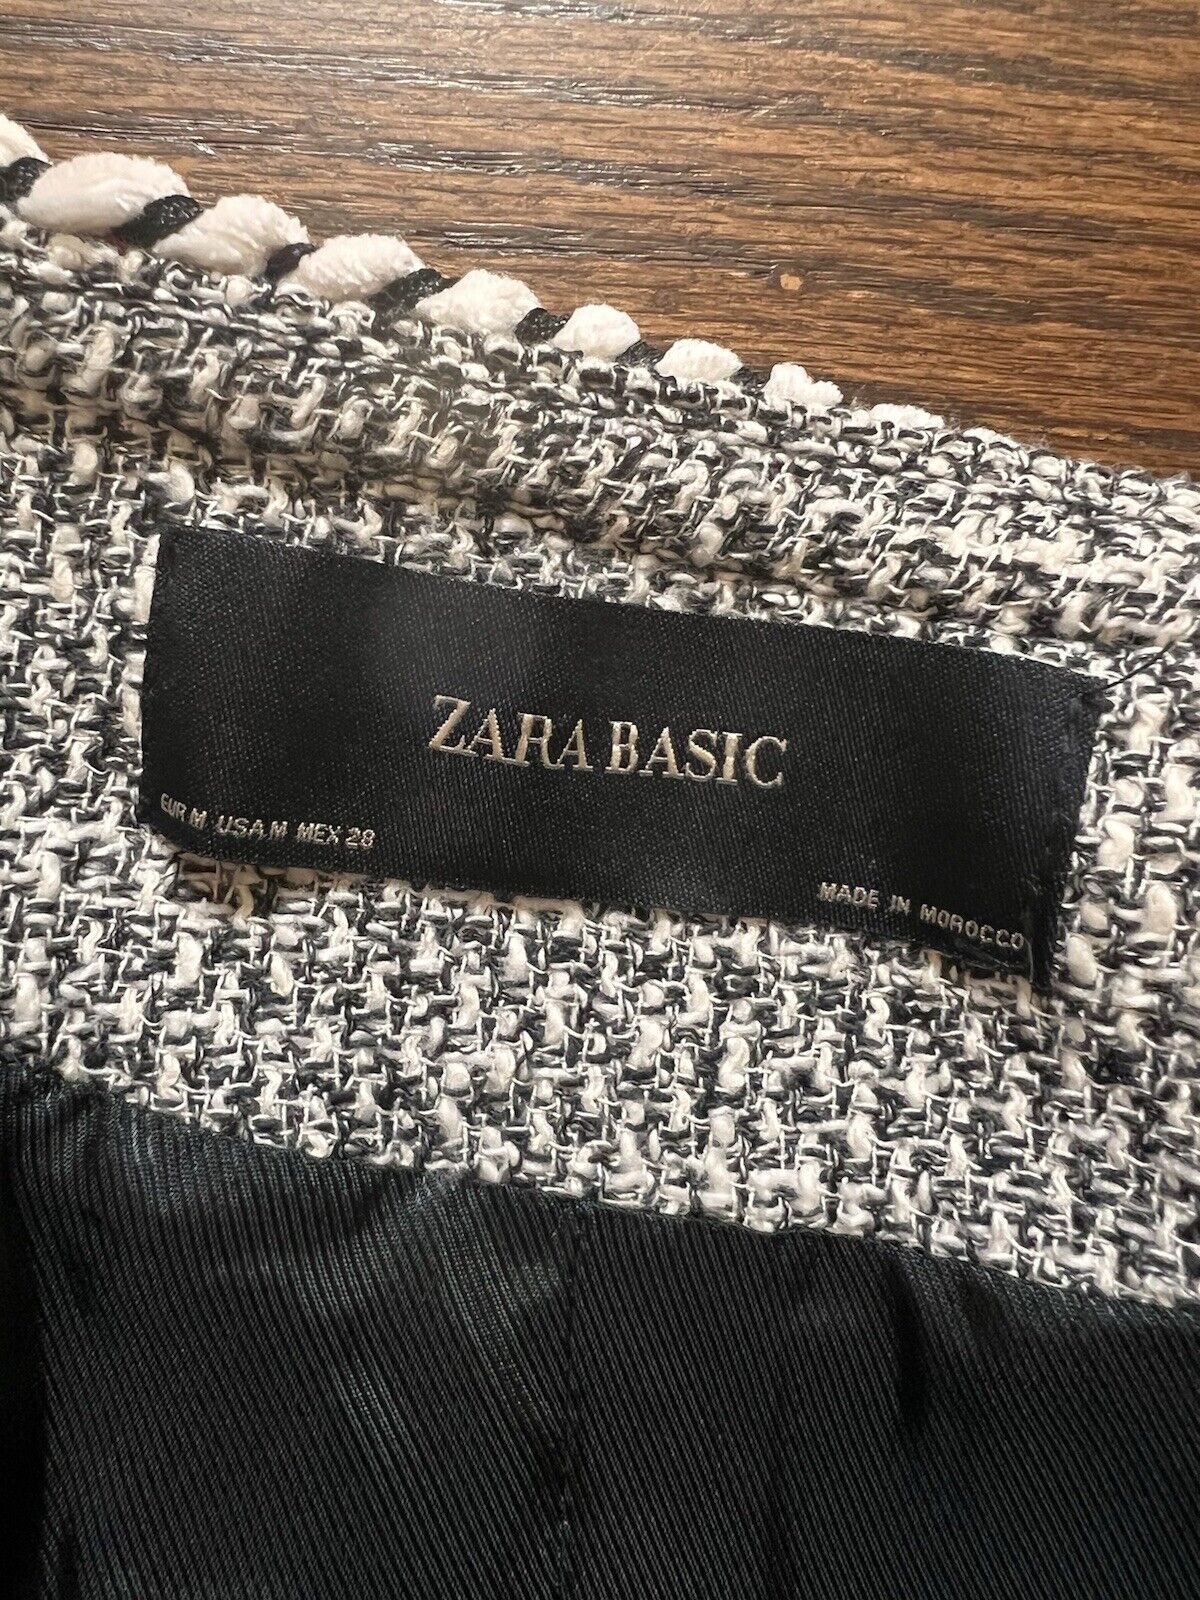 ZARA BASIC
EUR M USA M MEX 28
MADE IN MOROCCO